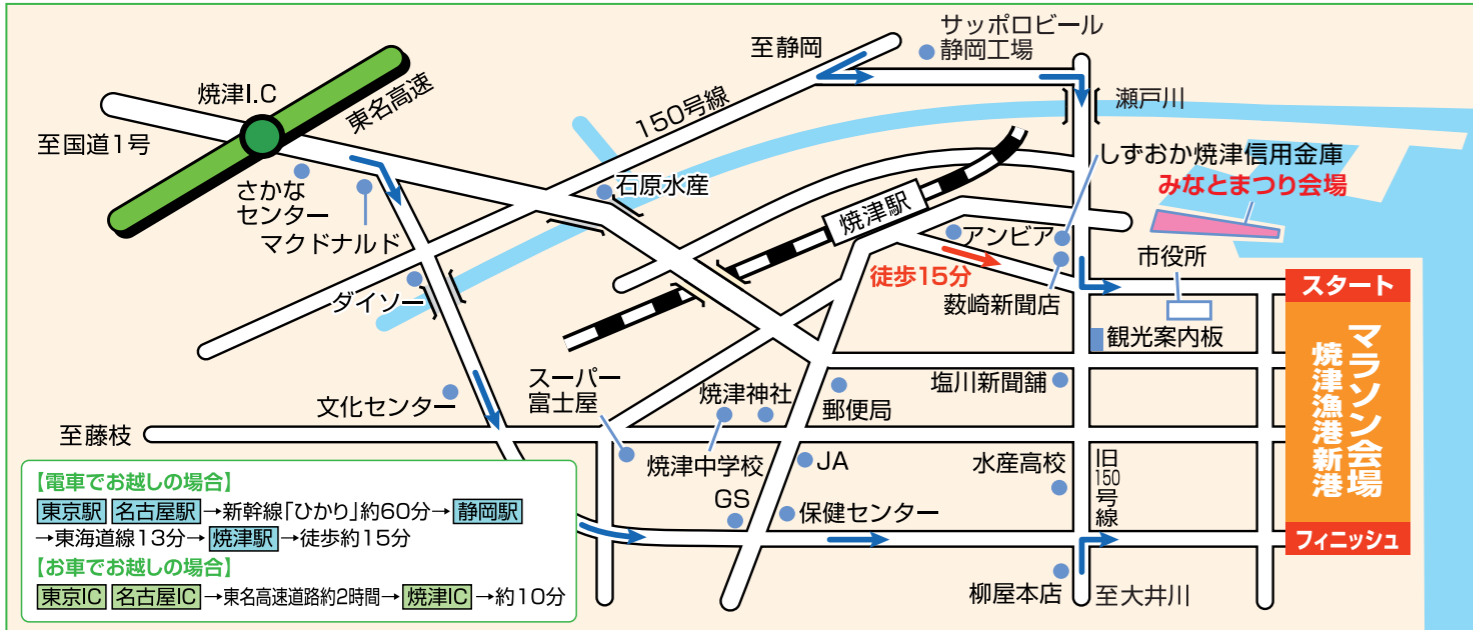 サッポロビール
静岡工場
至静岡
焼津I.C
東名高速
150号線
瀬戸川
至国道1号
しずおか焼津信用金庫
みなとまつり会場
さかな
センター
マクドナルド
石原水産
焼津駅
アンビア
市役所
徒歩15分
薮崎新聞店
ダイソー
スタート
観光案内板
マラソン会場
焼津漁港新港
フィニッシュ
スーパー
富士屋
文化センター
焼津神社
郵便局
塩川新聞舗
至藤枝
焼津中学校
JA
水産高校
旧150号線
GS
保健センター
柳屋本店
至大井川
【電車でお越しの場合】
東京駅 名古屋駅→新幹線「ひかり」約60分→静岡駅
→東海道線13分→焼津駅→徒歩約15分
【お車でお越しの場合】
東京IC 名古屋IC→東名高速道路約2時間→焼津IC→約10分